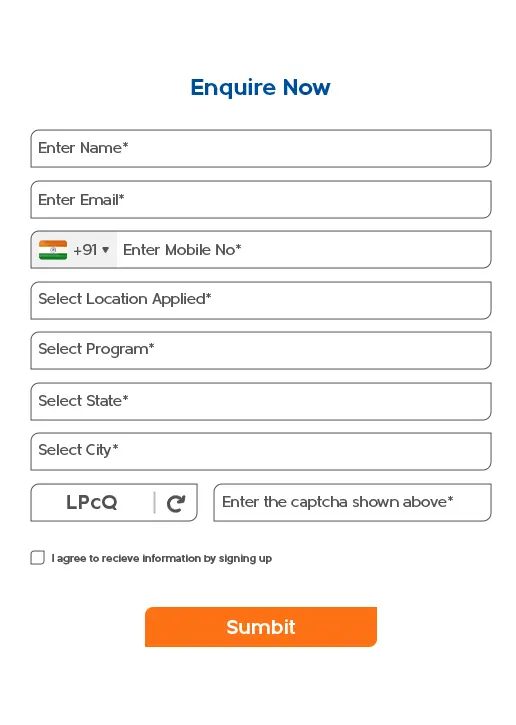 Enquire Now
Enter Name*
Enter Email*
+91 ▾ Enter Mobile No*
Select Location Applied*
Select Program*
Select State*
Select City*
LPcQ Enter the captcha shown above*
I agree to recieve information by signing up
Sumbit